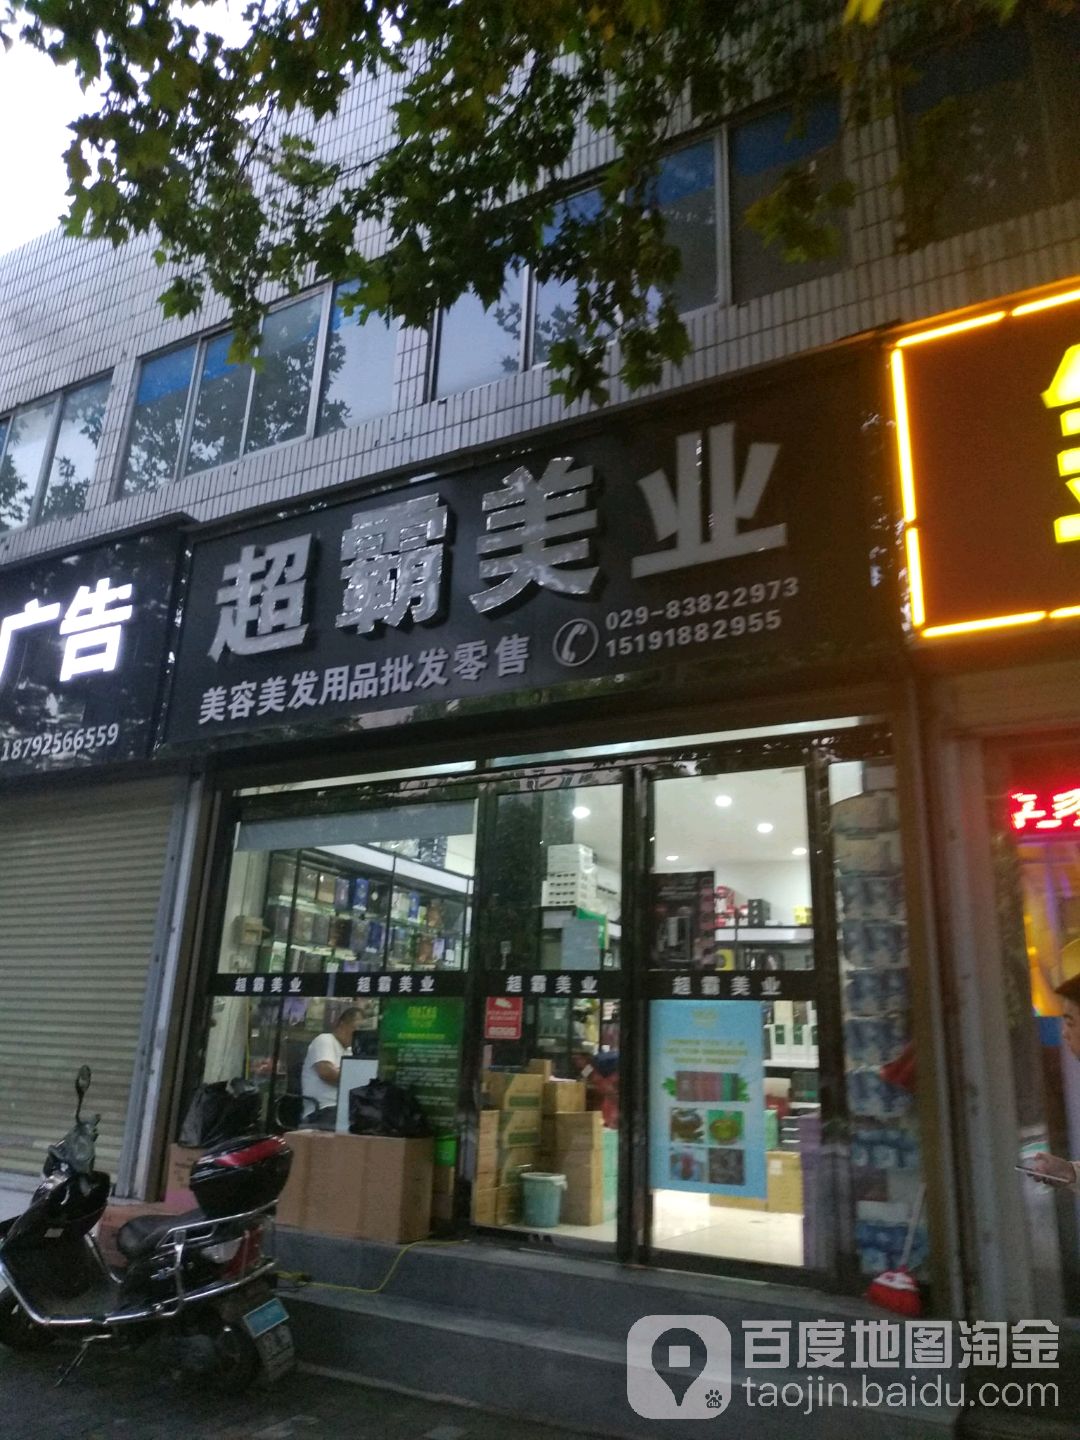 超霸美业
美容美发用品批发零售
029-83822973
15191882955
广告
18792566559
超霸美业 超霸美业 超霸美业 超霸美业
百度地图淘金
taojin.baidu.com